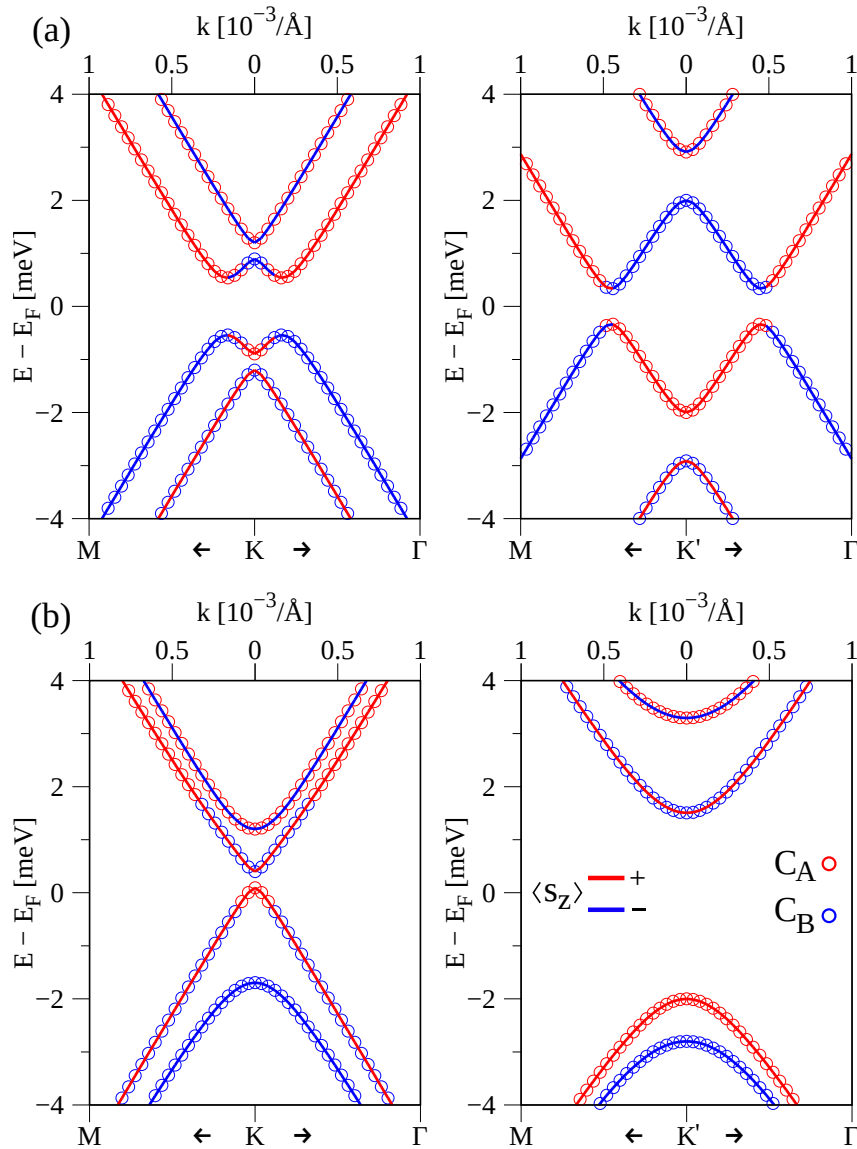 (a)
k [10⁻³/Å]
k [10⁻³/Å]
1 0.5 0 0.5 1
1 0.5 0 0.5 1
4
2
0
−2
−4
E − E_F [meV]
4
2
0
−2
−4
E − E_F [meV]
M ← K → Γ
M ← K' → Γ
(b)
k [10⁻³/Å]
k [10⁻³/Å]
1 0.5 0 0.5 1
1 0.5 0 0.5 1
4
2
0
−2
−4
E − E_F [meV]
4
2
0
−2
−4
E − E_F [meV]
⟨s_z⟩ + −
C_A
C_B
M ← K → Γ
M ← K' → Γ